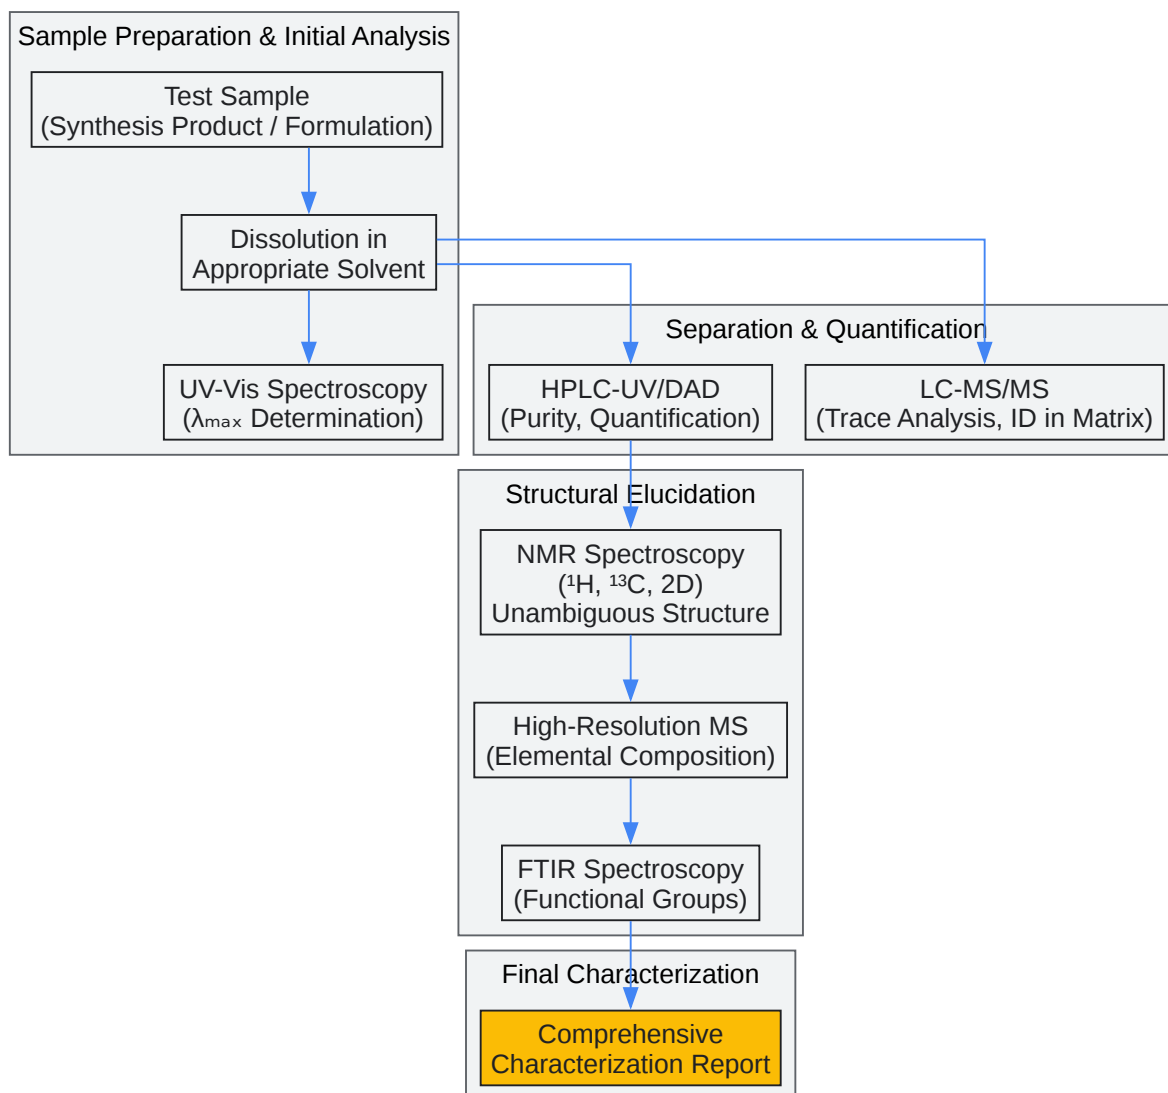 Sample Preparation & Initial Analysis
Test Sample
(Synthesis Product / Formulation)
Dissolution in
Appropriate Solvent
UV-Vis Spectroscopy
(λₘₐₓ Determination)
Separation & Quantification
HPLC-UV/DAD
(Purity, Quantification)
LC-MS/MS
(Trace Analysis, ID in Matrix)
Structural Elucidation
NMR Spectroscopy
(¹H, ¹³C, 2D)
Unambiguous Structure
High-Resolution MS
(Elemental Composition)
FTIR Spectroscopy
(Functional Groups)
Final Characterization
Comprehensive
Characterization Report